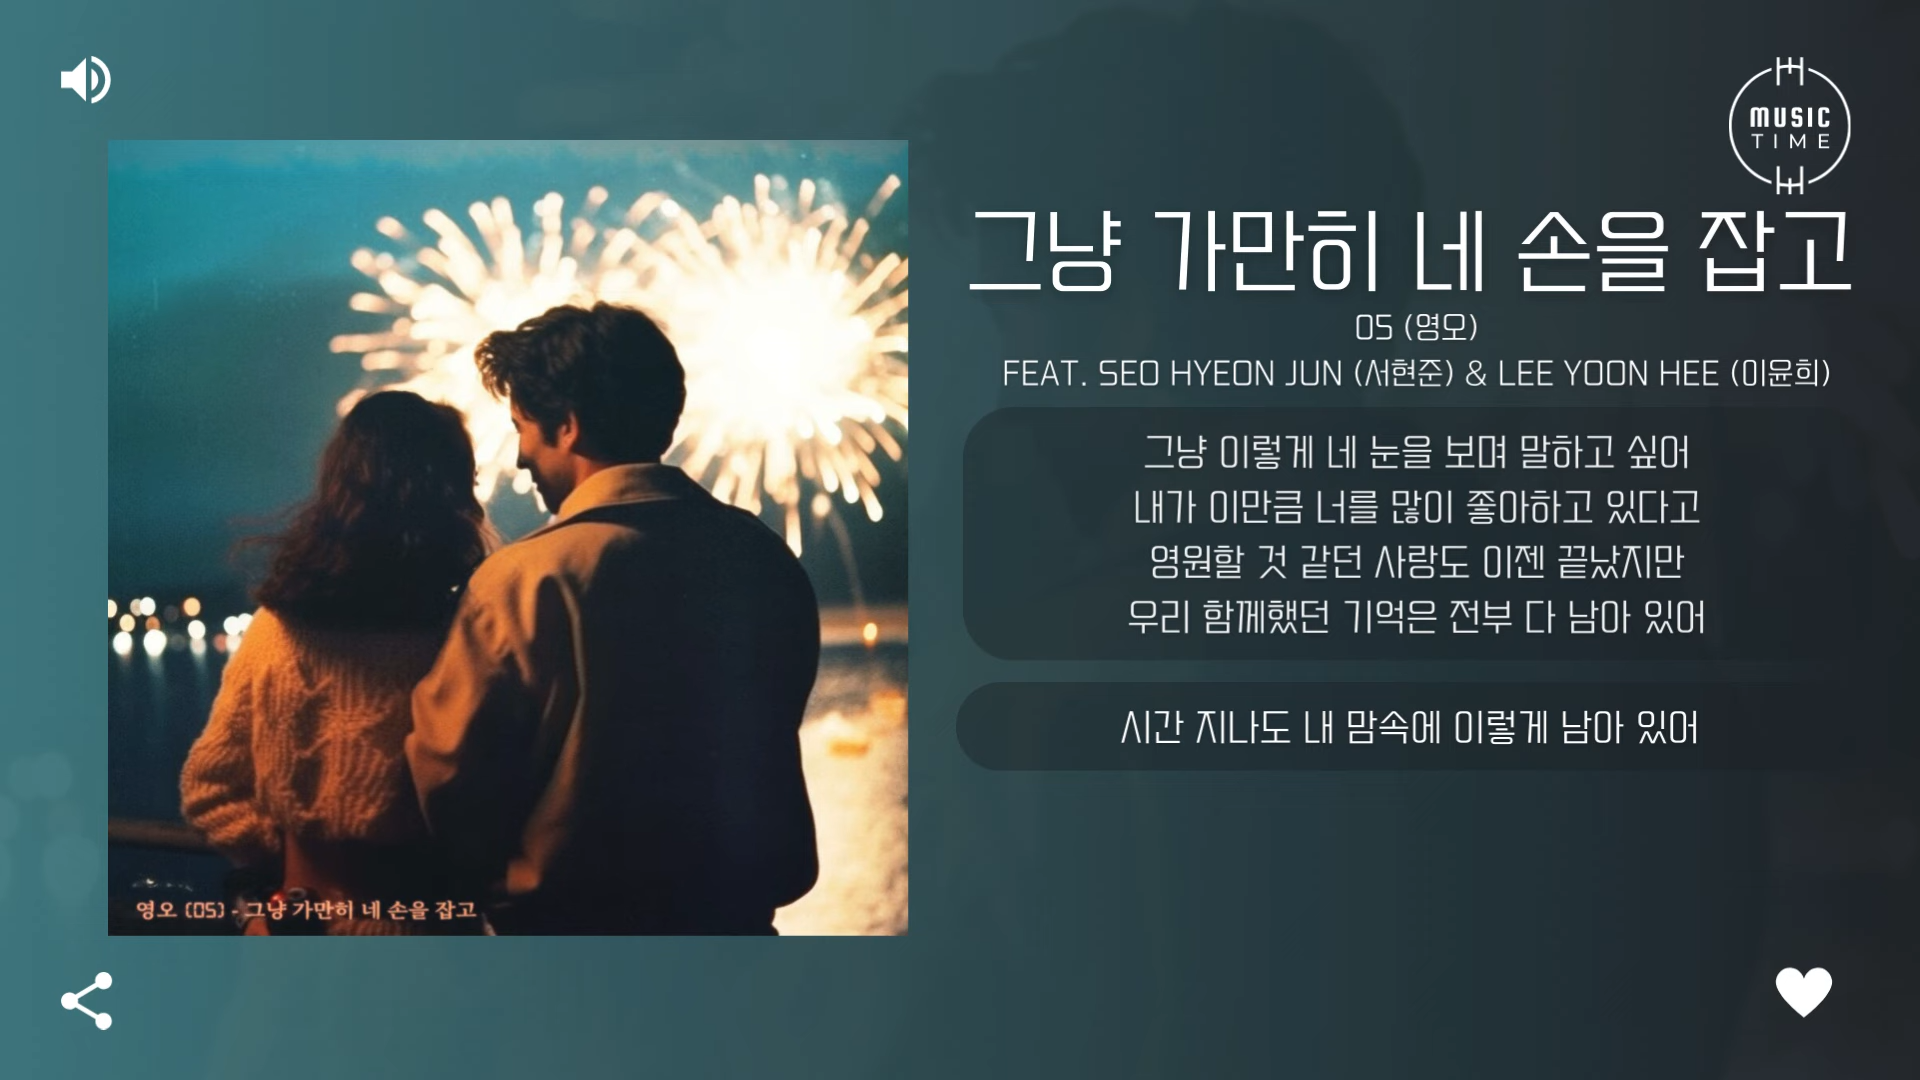 MUSIC
TIME
그냥 가만히 네 손을 잡고
05 (영오)
FEAT. SEO HYEON JUN (서현준) & LEE YOON HEE (이윤희)
그냥 이렇게 네 눈을 보며 말하고 싶어
내가 이만큼 너를 많이 좋아하고 있다고
영원할 것 같던 사랑도 이젠 끝났지만
우리 함께했던 기억은 전부 다 남아 있어
시간 지나도 내 맘속에 이렇게 남아 있어
영오 (05) - 그냥 가만히 네 손을 잡고